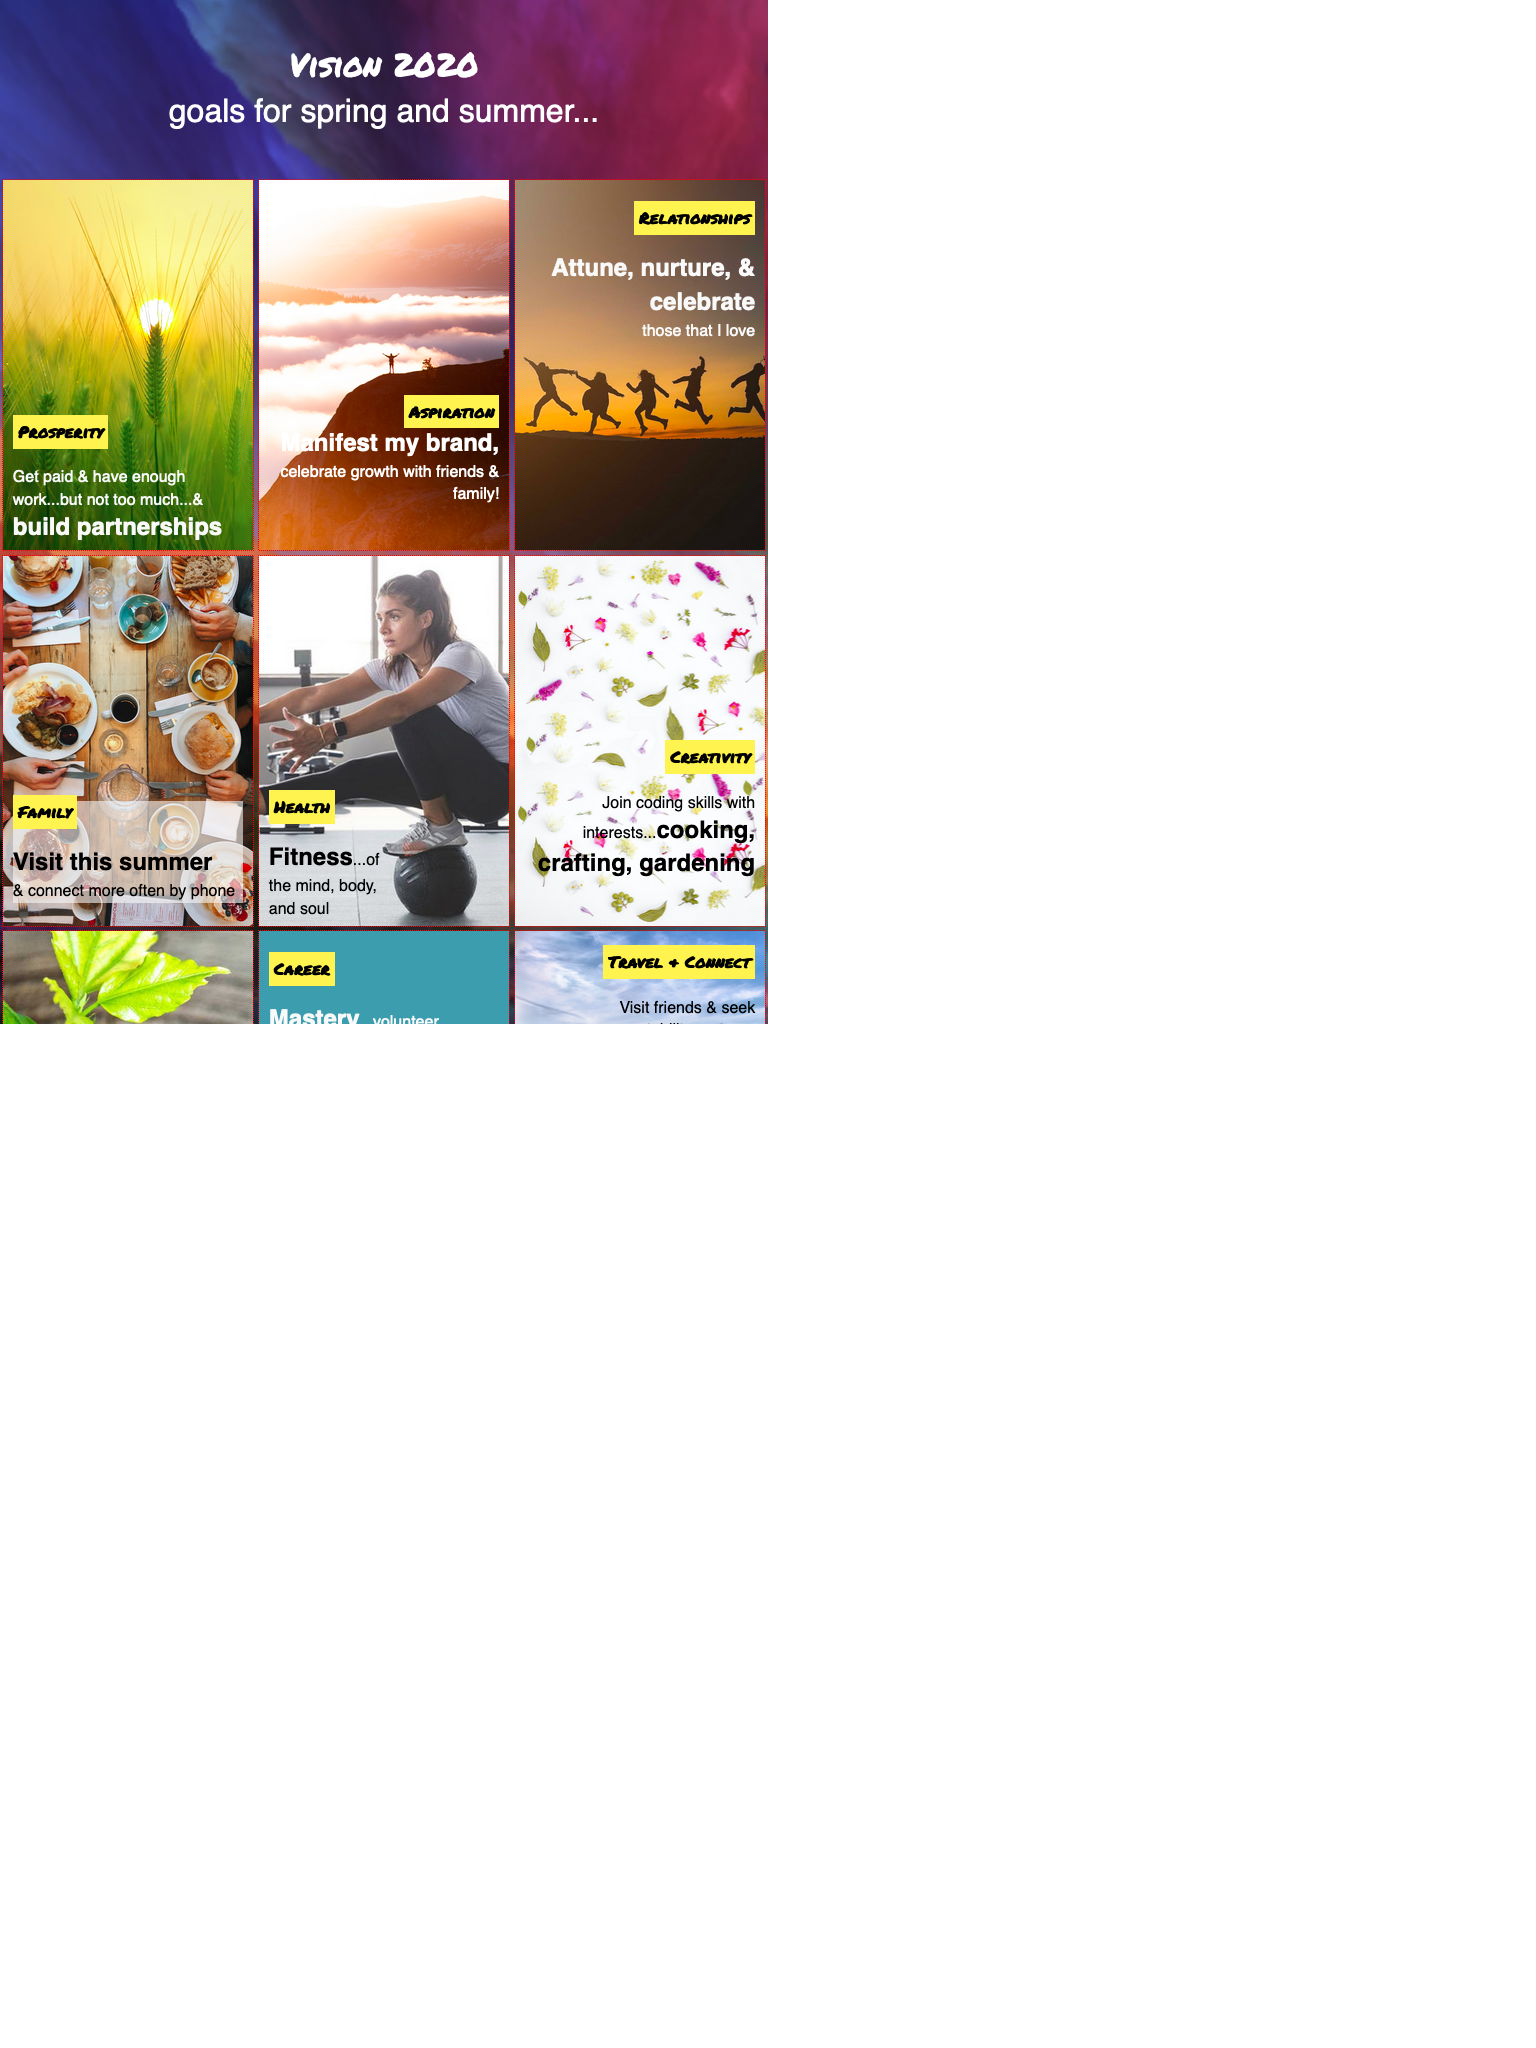 Vision 2020
goals for spring and summer...
Prosperity
Get paid & have enough
work...but not too much...&
build partnerships
Aspiration
Manifest my brand,
celebrate growth with friends &
family!
Relationships
Attune, nurture, &
celebrate
those that I love
Family
Visit this summer
& connect more often by phone
Health
Fitness...of
the mind, body,
and soul
Creativity
Join coding skills with
interests...cooking,
crafting, gardening
Career
Mastery...volunteer
Travel & Connect
Visit friends & seek